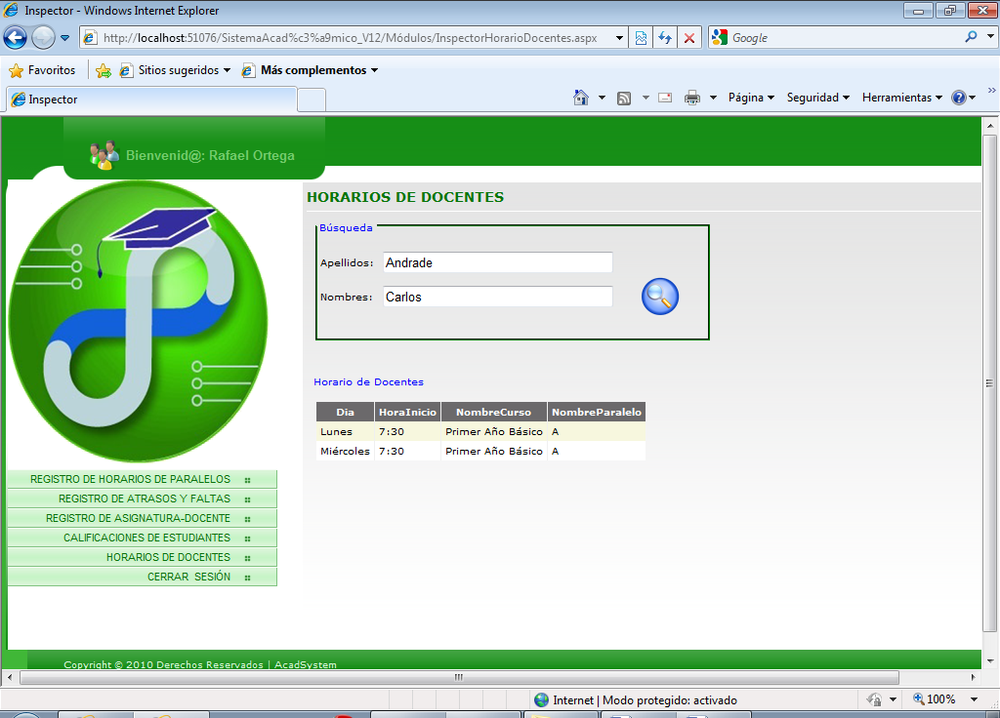 Inspector - Windows Internet Explorer
http://localhost:51076/SistemaAcad%c3%a9mico_V12/Módulos/InspectorHorarioDocentes.aspx
Google
Favoritos
Sitios sugeridos
Más complementos
Inspector
Página
Seguridad
Herramientas
Bienvenid@: Rafael Ortega
HORARIOS DE DOCENTES
Búsqueda
Apellidos: Andrade
Nombres: Carlos
Horario de Docentes
Dia HoraInicio NombreCurso NombreParalelo
Lunes 7:30 Primer Año Básico A
Miércoles 7:30 Primer Año Básico A
REGISTRO DE HORARIOS DE PARALELOS
REGISTRO DE ATRASOS Y FALTAS
REGISTRO DE ASIGNATURA-DOCENTE
CALIFICACIONES DE ESTUDIANTES
HORARIOS DE DOCENTES
CERRAR SESIÓN
Copyright © 2010 Derechos Reservados | AcadSystem
Internet | Modo protegido: activado
100%